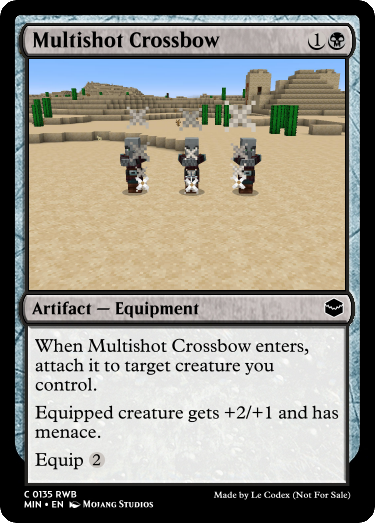 Multishot Crossbow 1
Artifact — Equipment
When Multishot Crossbow enters,
attach it to target creature you
control.
Equipped creature gets +2/+1 and has
menace.
Equip 2
C 0135 RWB
MIN • EN Mojang Studios
Made by Le Codex (Not For Sale)